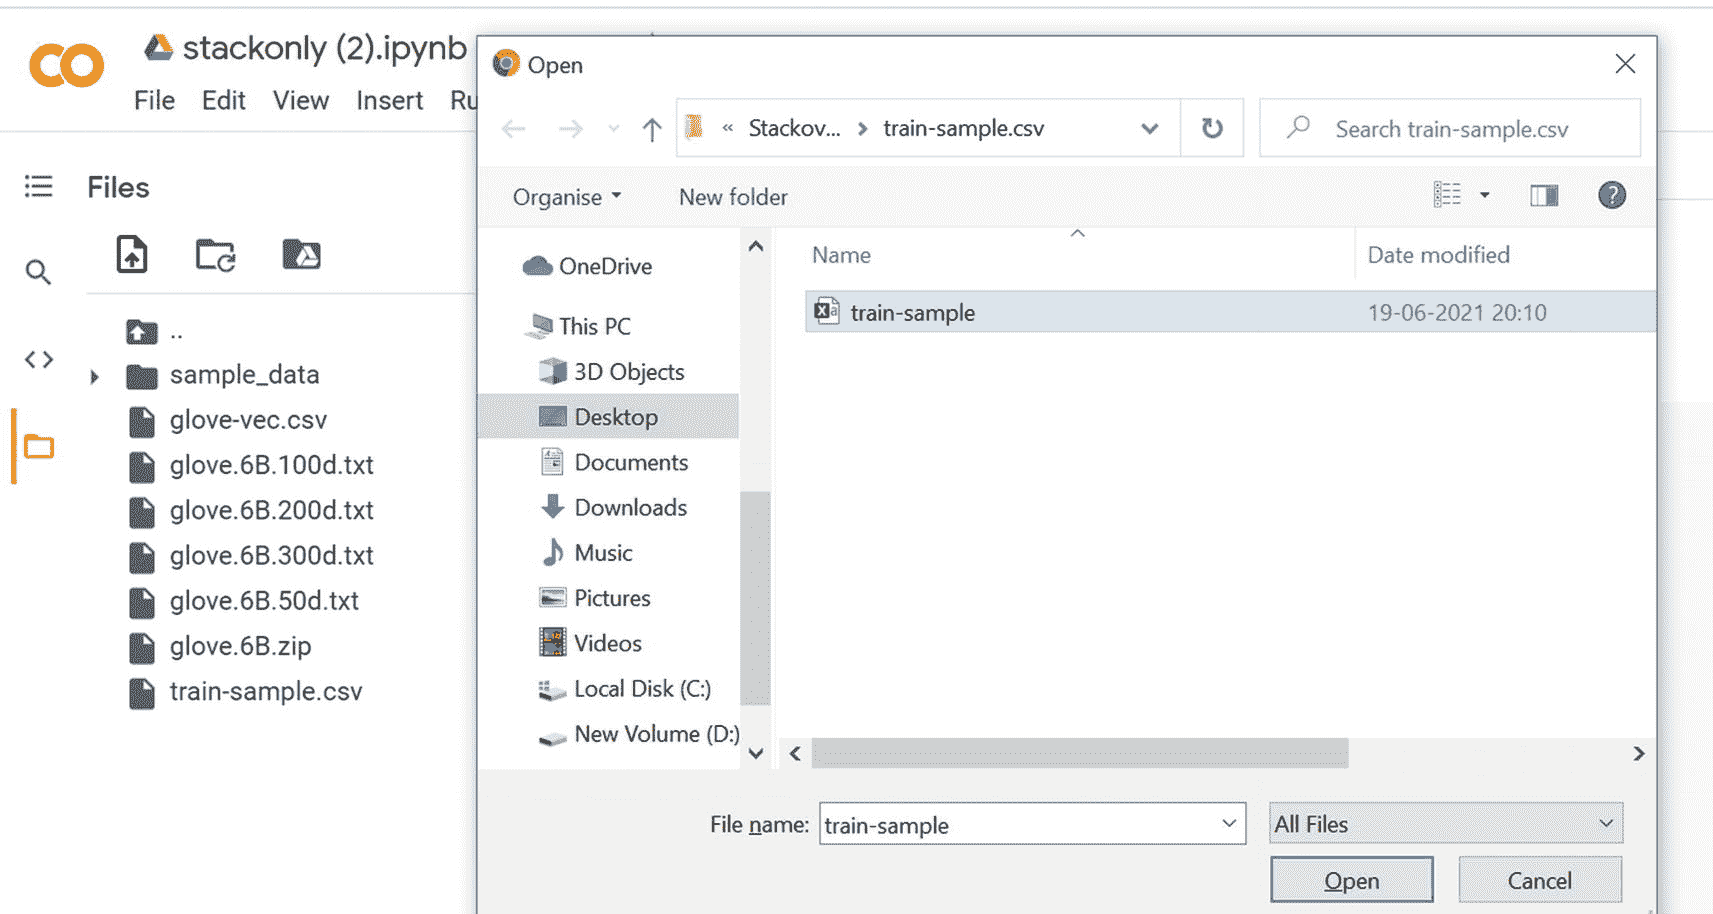 stackonly (2).ipynb
File Edit View Insert Ru
Files
..
sample_data
glove-vec.csv
glove.6B.100d.txt
glove.6B.200d.txt
glove.6B.300d.txt
glove.6B.50d.txt
glove.6B.zip
train-sample.csv
Open
« Stackov... > train-sample.csv
Search train-sample.csv
Organise
New folder
OneDrive
This PC
3D Objects
Desktop
Documents
Downloads
Music
Pictures
Videos
Local Disk (C:)
New Volume (D:)
Name Date modified
train-sample 19-06-2021 20:10
File name: train-sample All Files
Open Cancel